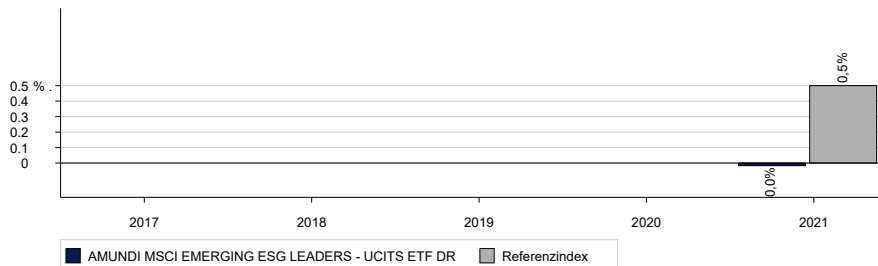 0,5%
0.5 % .
0.4
0.3
0.2
0.1
0
0,0%
2017 2018 2019 2020 2021
AMUNDI MSCI EMERGING ESG LEADERS - UCITS ETF DR Referenzindex